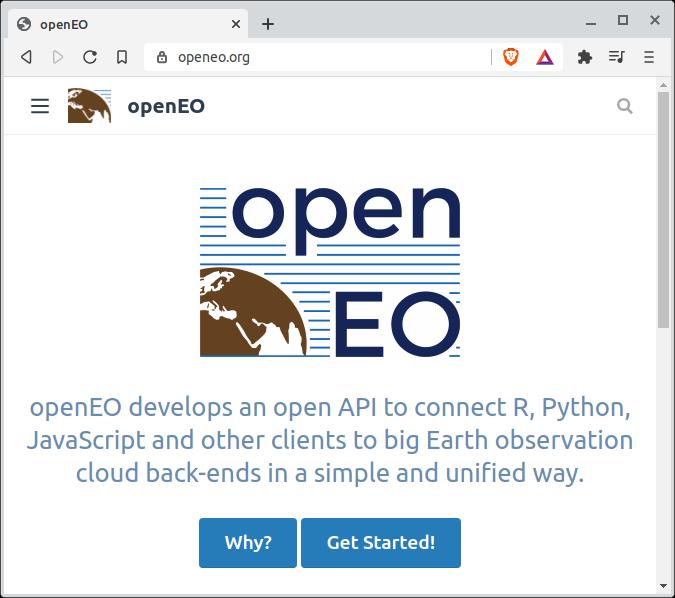 openEO
openeo.org
openEO
open
EO
openEO develops an open API to connect R, Python,
JavaScript and other clients to big Earth observation
cloud back-ends in a simple and unified way.
Why? Get Started!